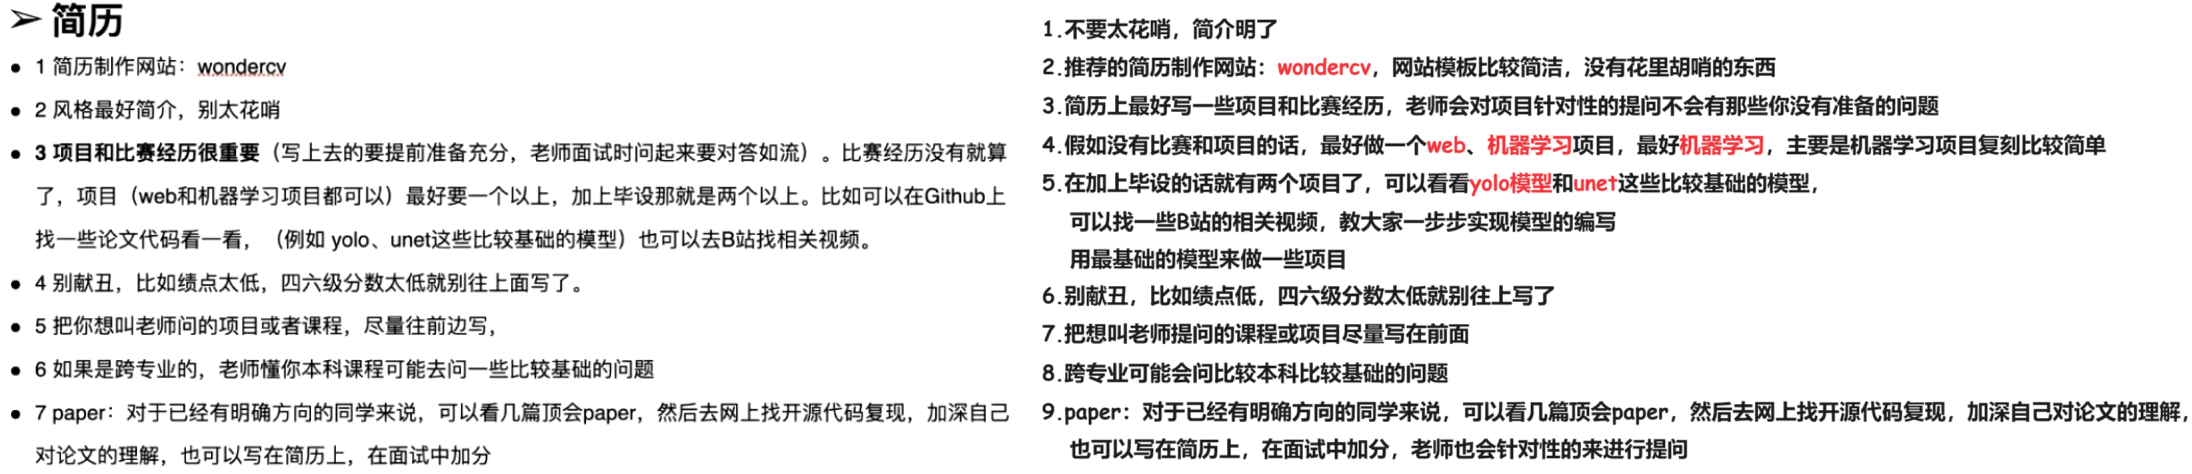 ➢ 简历
● 1 简历制作网站：wondercv
● 2 风格最好简介，别太花哨
● 3 项目和比赛经历很重要（写上去的要提前准备充分，老师面试时问起来要对答如流）。比赛经历没有就算
了，项目（web和机器学习项目都可以）最好要一个以上，加上毕设那就是两个以上。比如可以在Github上
找一些论文代码看一看，（例如 yolo、unet这些比较基础的模型）也可以去B站找相关视频。
● 4 别献丑，比如绩点太低，四六级分数太低就别往上面写了。
● 5 把你想叫老师问的项目或者课程，尽量往前边写，
● 6 如果是跨专业的，老师懂你本科课程可能去问一些比较基础的问题
● 7 paper：对于已经有明确方向的同学来说，可以看几篇顶会paper，然后去网上找开源代码复现，加深自己
对论文的理解，也可以写在简历上，在面试中加分
1.不要太花哨，简介明了
2.推荐的简历制作网站：wondercv，网站模板比较简洁，没有花里胡哨的东西
3.简历上最好写一些项目和比赛经历，老师会对项目针对性的提问不会有那些你没有准备的问题
4.假如没有比赛和项目的话，最好做一个web、机器学习项目，最好机器学习，主要是机器学习项目复刻比较简单
5.在加上毕设的话就有两个项目了，可以看看yolo模型和unet这些比较基础的模型，
可以找一些B站的相关视频，教大家一步步实现模型的编写
用最基础的模型来做一些项目
6.别献丑，比如绩点低，四六级分数太低就别往上写了
7.把想叫老师提问的课程或项目尽量写在前面
8.跨专业可能会问比较本科比较基础的问题
9.paper：对于已经有明确方向的同学来说，可以看几篇顶会paper，然后去网上找开源代码复现，加深自己对论文的理解，
也可以写在简历上，在面试中加分，老师也会针对性的来进行提问